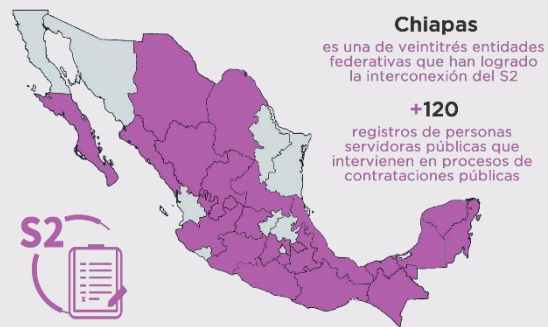 Chiapas
es una de veintitrés entidades
federativas que han logrado
la interconexión del S2
+120
registros de personas
servidoras públicas que
intervienen en procesos de
contrataciones públicas
S2